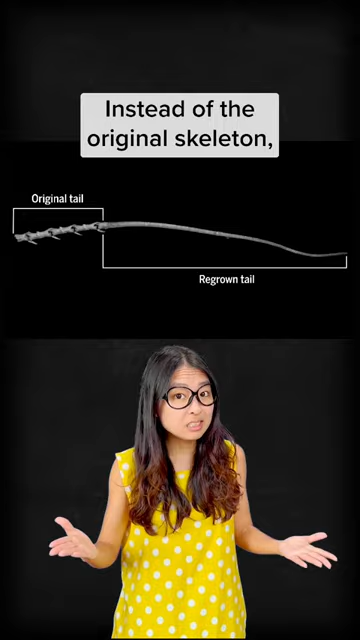 Instead of the
original skeleton,
Original tail
Regrown tail